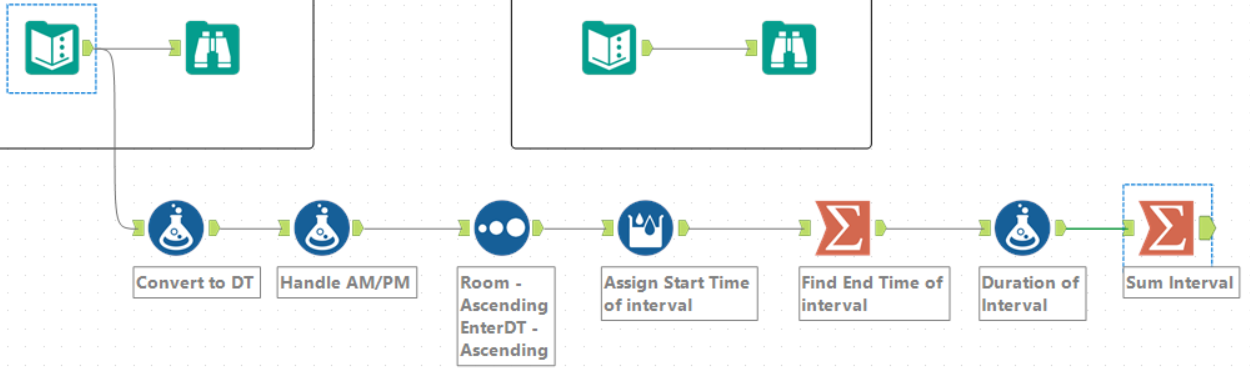 Convert to DT
Handle AM/PM
Room -
Ascending
EnterDT -
Ascending
Assign Start Time
of interval
Find End Time of
interval
Duration of
Interval
Sum Interval